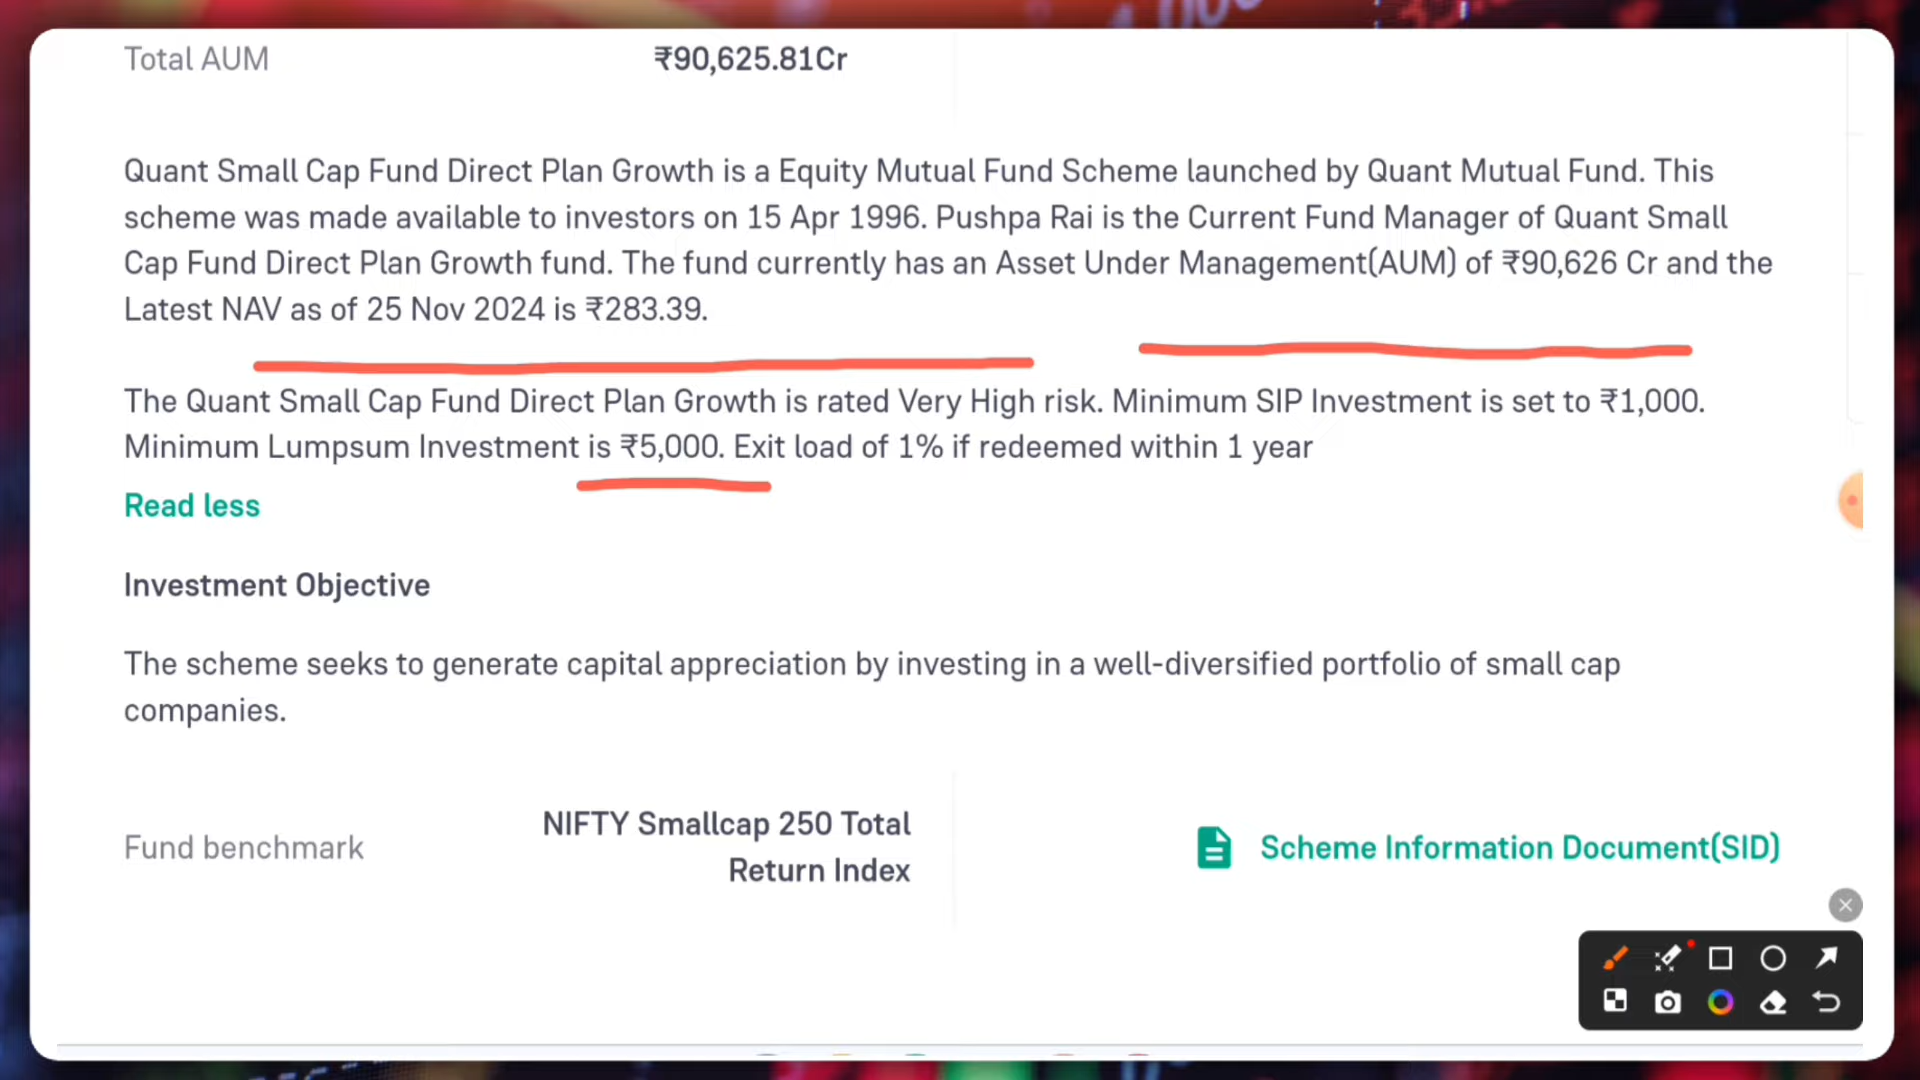 Total AUM ₹90,625.81Cr
Quant Small Cap Fund Direct Plan Growth is a Equity Mutual Fund Scheme launched by Quant Mutual Fund. This
scheme was made available to investors on 15 Apr 1996. Pushpa Rai is the Current Fund Manager of Quant Small
Cap Fund Direct Plan Growth fund. The fund currently has an Asset Under Management(AUM) of ₹90,626 Cr and the
Latest NAV as of 25 Nov 2024 is ₹283.39.
The Quant Small Cap Fund Direct Plan Growth is rated Very High risk. Minimum SIP Investment is set to ₹1,000.
Minimum Lumpsum Investment is ₹5,000. Exit load of 1% if redeemed within 1 year
Read less
Investment Objective
The scheme seeks to generate capital appreciation by investing in a well-diversified portfolio of small cap
companies.
Fund benchmark
NIFTY Smallcap 250 Total
Return Index
Scheme Information Document(SID)